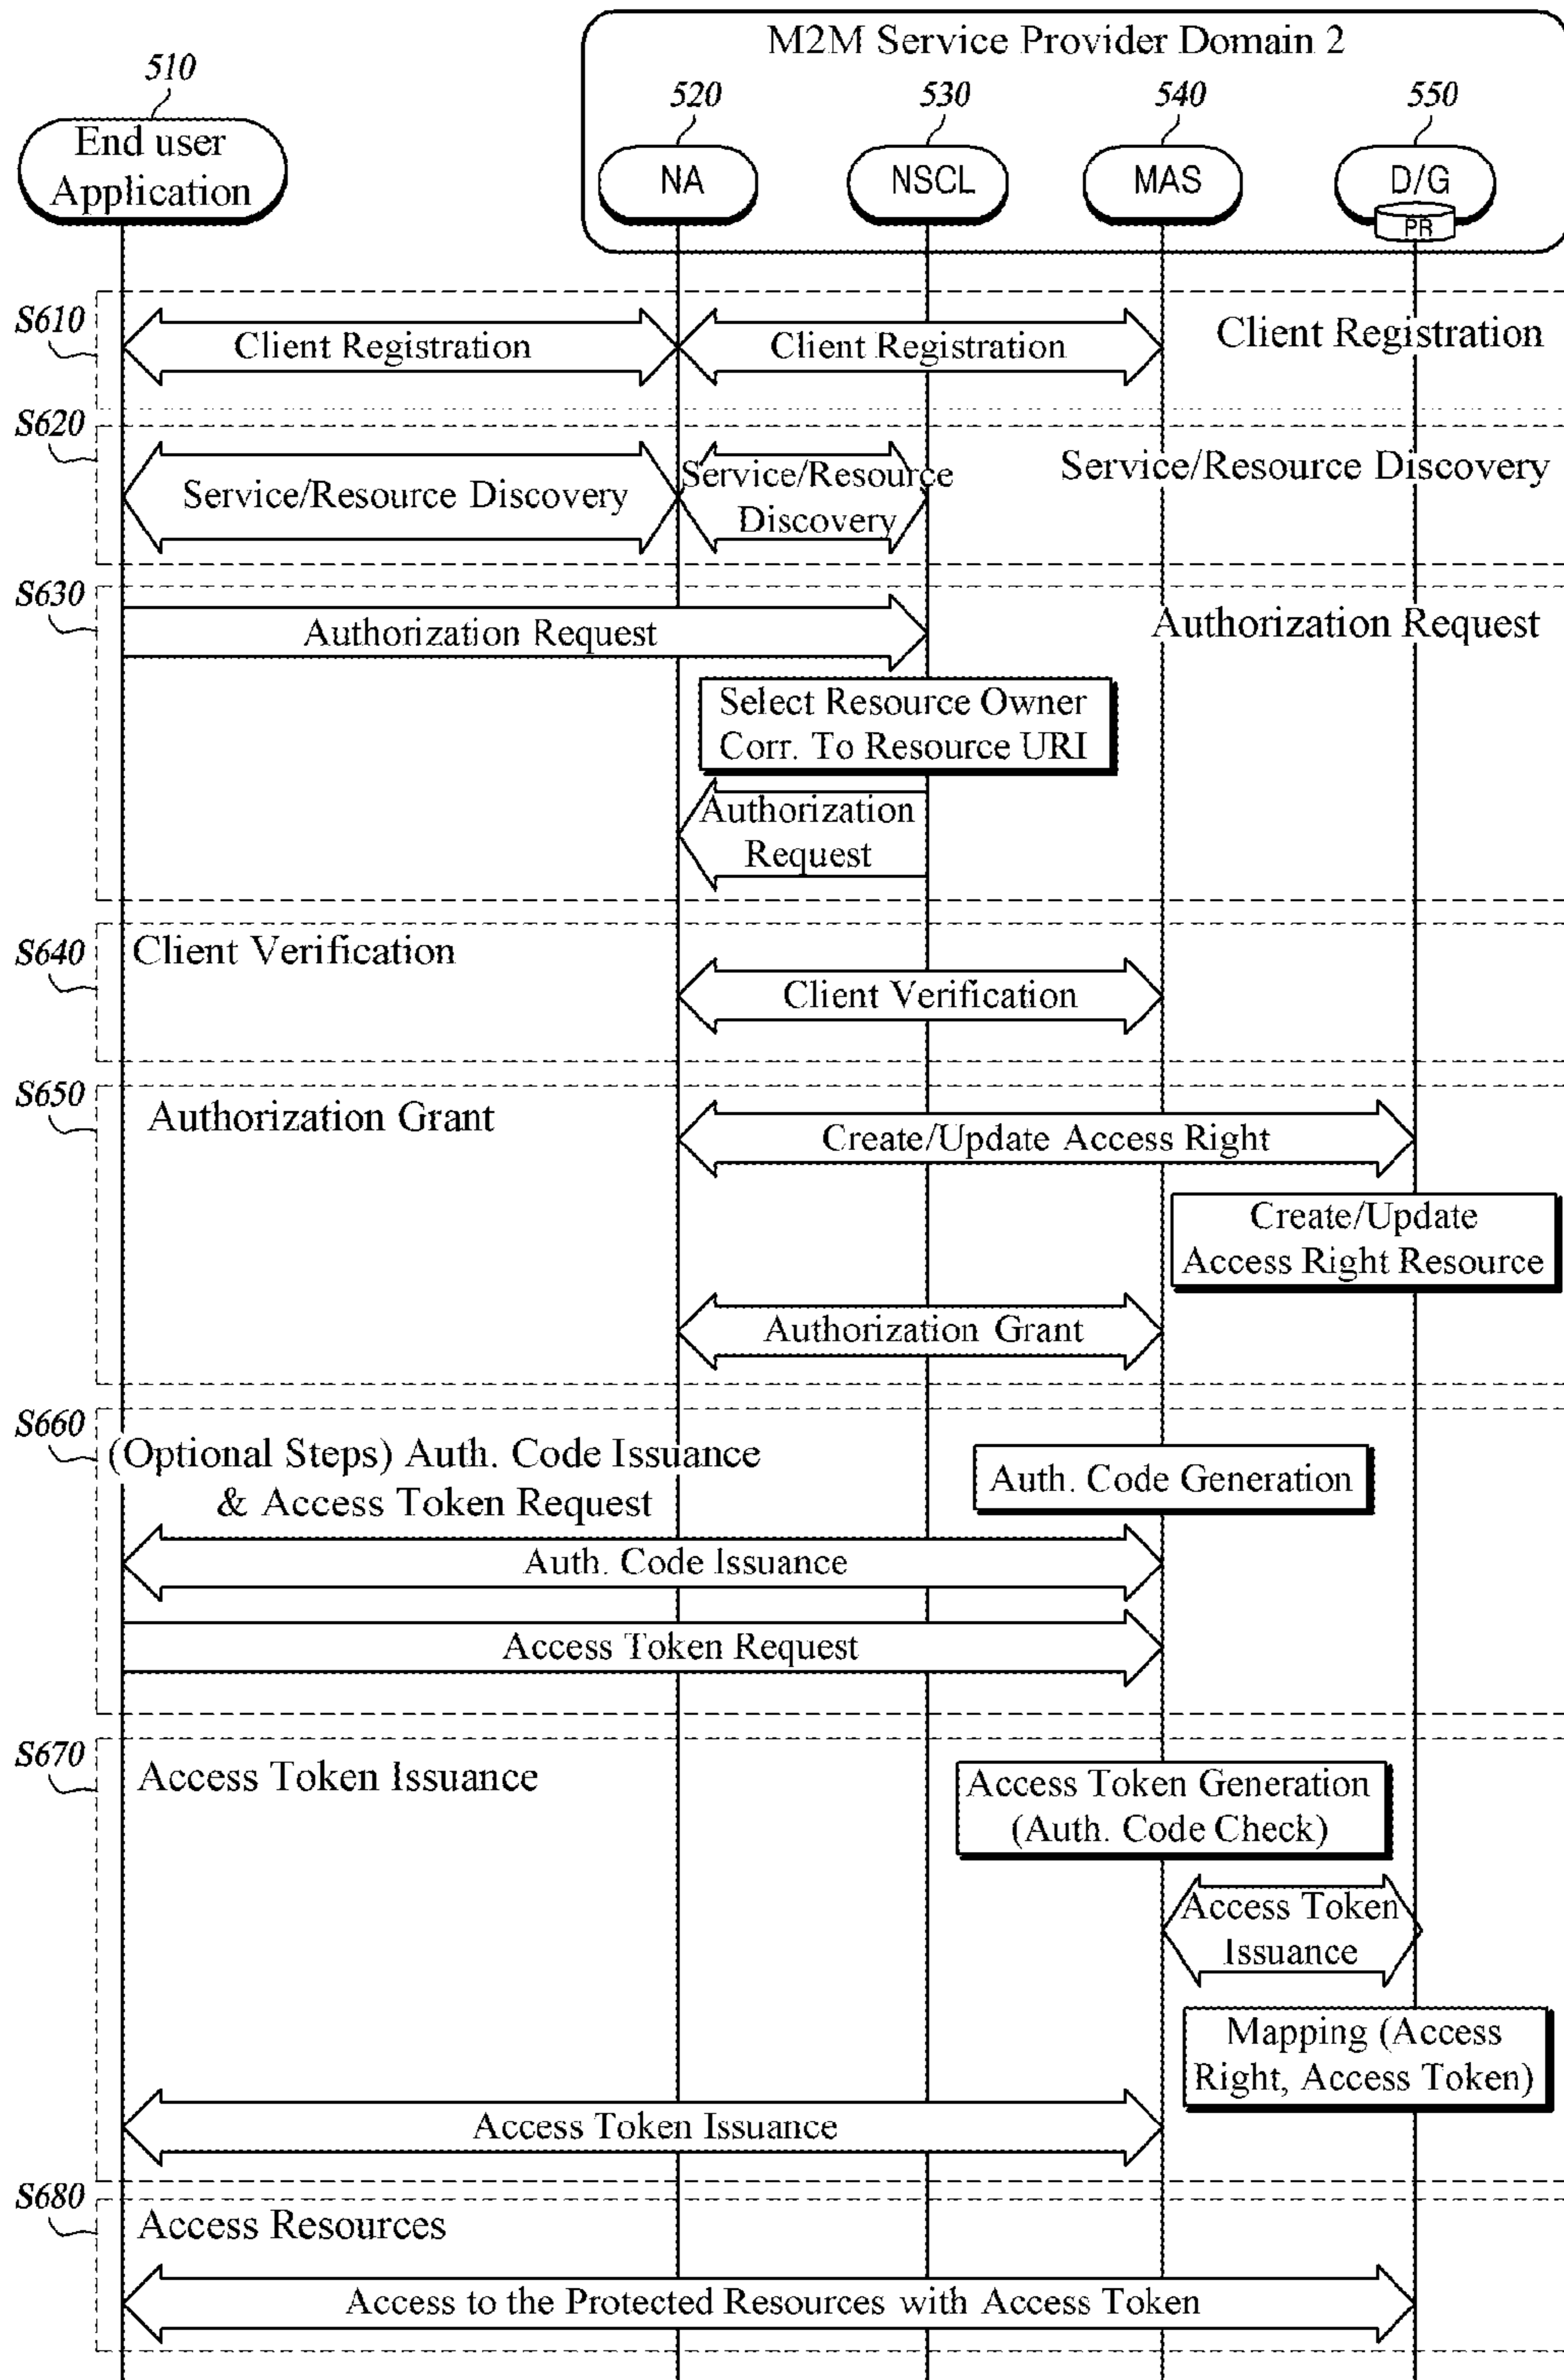 M2M Service Provider Domain 2
510
520
530
540
550
End user
Application
NA
NSCL
MAS
D/G
PR
S610
Client Registration
Client Registration
Client Registration
S620
Service/Resource Discovery
Service/Resource
Discovery
Service/Resource Discovery
S630
Authorization Request
Authorization Request
Select Resource Owner
Corr. To Resource URI
Authorization
Request
S640
Client Verification
Client Verification
S650
Authorization Grant
Create/Update Access Right
Create/Update
Access Right Resource
Authorization Grant
S660
(Optional Steps) Auth. Code Issuance
& Access Token Request
Auth. Code Generation
Auth. Code Issuance
Access Token Request
S670
Access Token Issuance
Access Token Generation
(Auth. Code Check)
Access Token
Issuance
Mapping (Access
Right, Access Token)
Access Token Issuance
S680
Access Resources
Access to the Protected Resources with Access Token